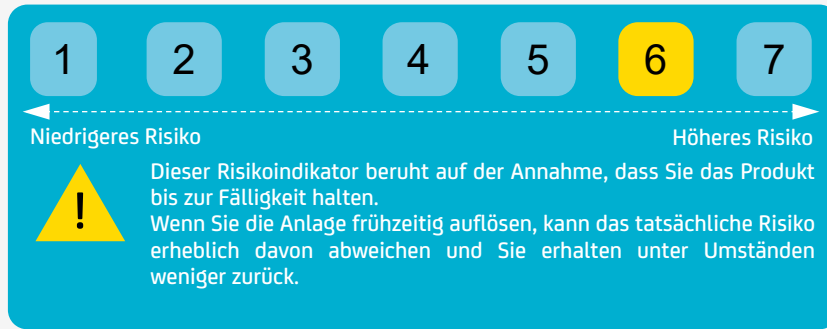 1 2 3 4 5 6 7
Niedrigeres Risiko Höheres Risiko
!
Dieser Risikoindikator beruht auf der Annahme, dass Sie das Produkt
bis zur Fälligkeit halten.
Wenn Sie die Anlage frühzeitig auflösen, kann das tatsächliche Risiko
erheblich davon abweichen und Sie erhalten unter Umständen
weniger zurück.